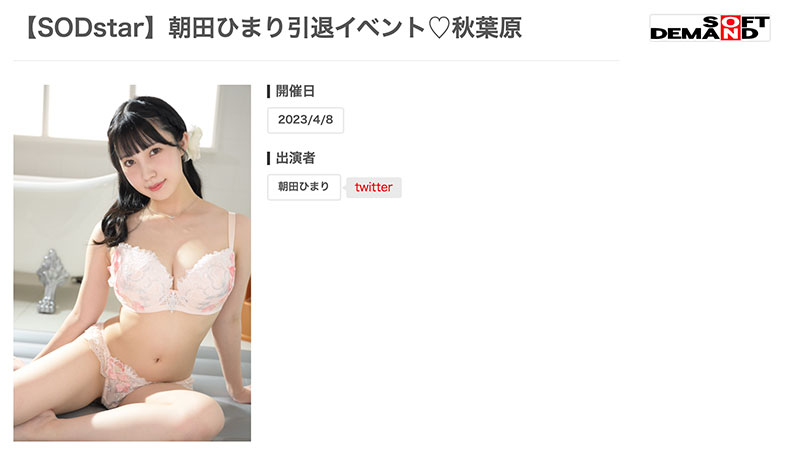 【SODstar】朝田ひまり引退イベント♡秋葉原
SOFT
DEMAND
開催日
2023/4/8
出演者
朝田ひまり
twitter